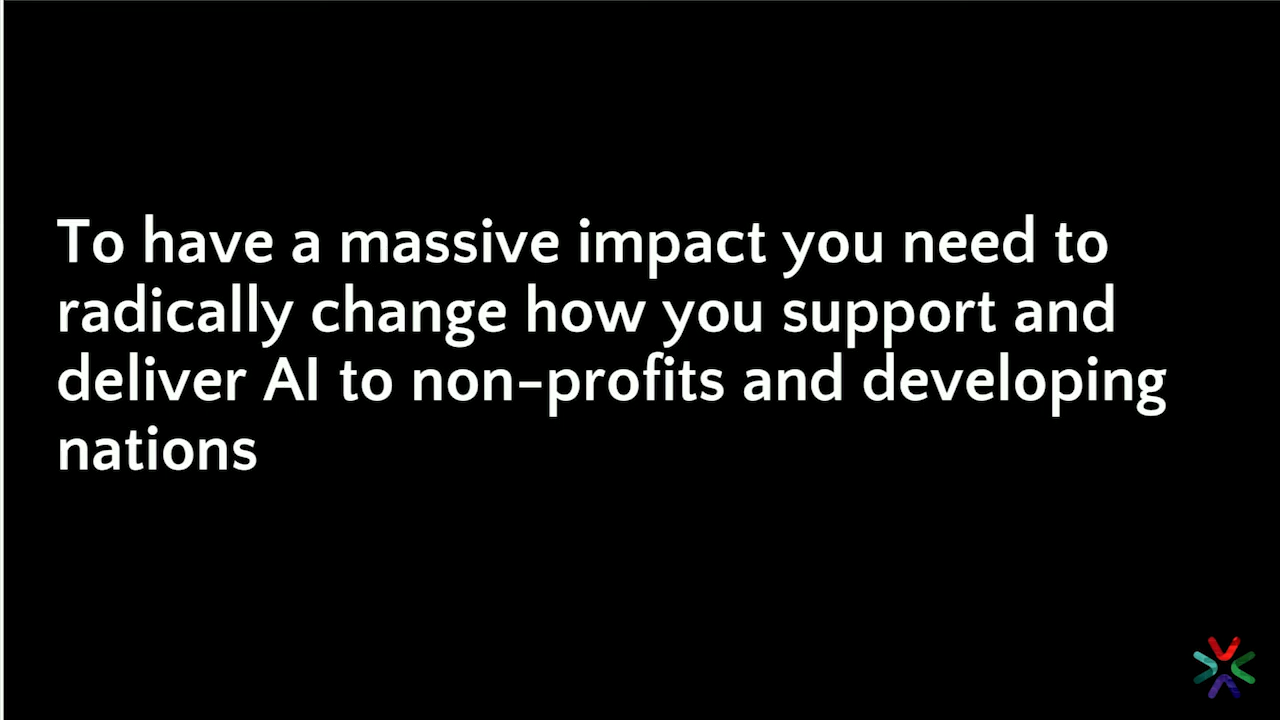 To have a massive impact you need to
radically change how you support and
deliver AI to non-profits and developing
nations